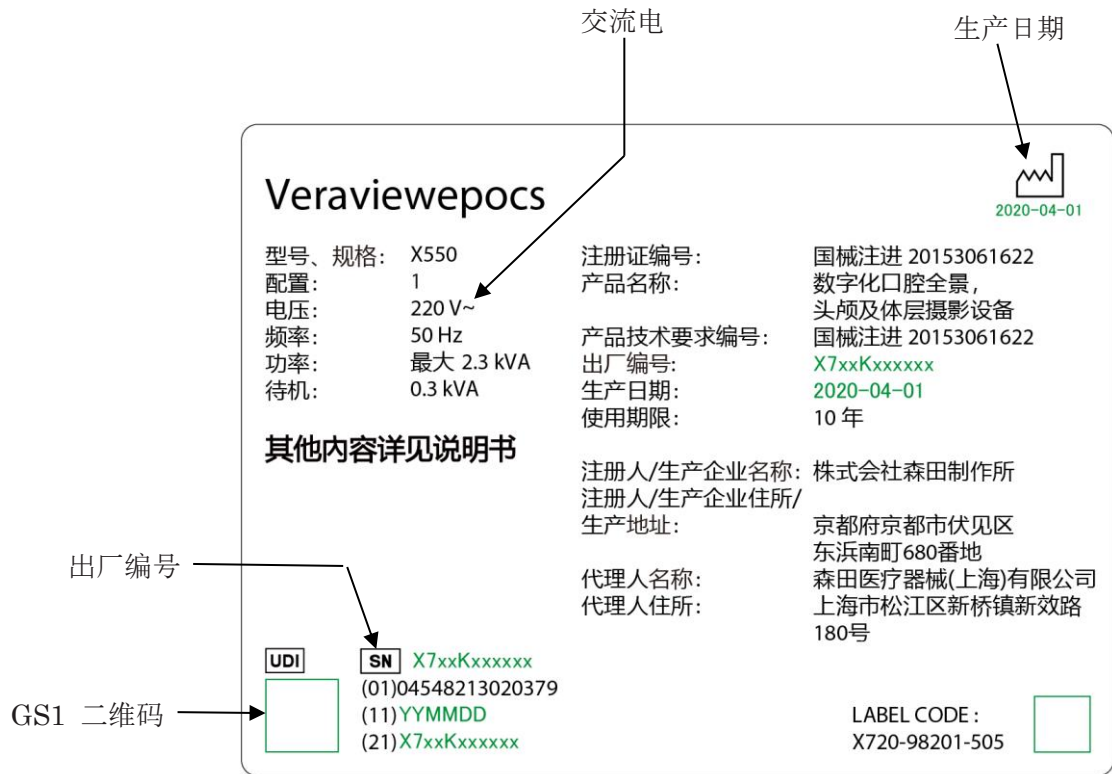 交流电
生产日期
Veraviewepocs
2020-04-01
型号、规格： X550
配置： 1
电压： 220 V~
频率： 50 Hz
功率： 最大 2.3 kVA
待机： 0.3 kVA
其他内容详见说明书
注册证编号： 国械注进 20153061622
产品名称： 数字化口腔全景，
头颅及体层摄影设备
产品技术要求编号： 国械注进 20153061622
出厂编号： X7xxKxxxxxx
生产日期： 2020-04-01
使用期限： 10 年
注册人/生产企业名称： 株式会社森田制作所
注册人/生产企业住所/
生产地址： 京都府京都市伏见区
东浜南町680番地
代理人名称： 森田医疗器械(上海)有限公司
代理人住所： 上海市松江区新桥镇新效路
180号
出厂编号
UDI SN X7xxKxxxxxx
(01)04548213020379
(11)YYMMDD
(21)X7xxKxxxxxx
GS1 二维码
LABEL CODE :
X720-98201-505